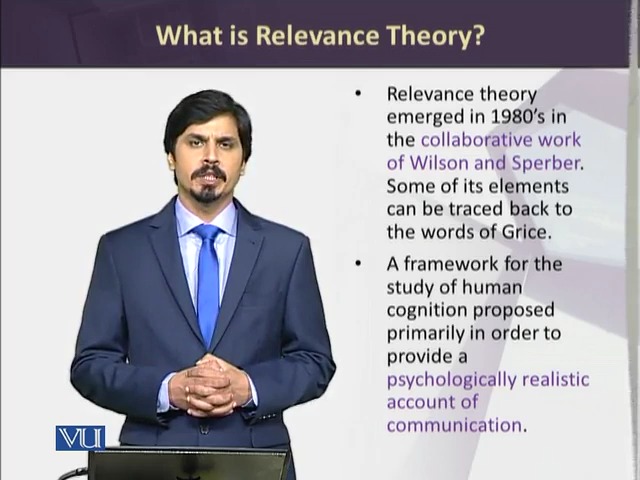 What is Relevance Theory?
• Relevance theory
emerged in 1980's in
the collaborative work
of Wilson and Sperber.
Some of its elements
can be traced back to
the words of Grice.
• A framework for the
study of human
cognition proposed
primarily in order to
provide a
psychologically realistic
account of
communication.
VU